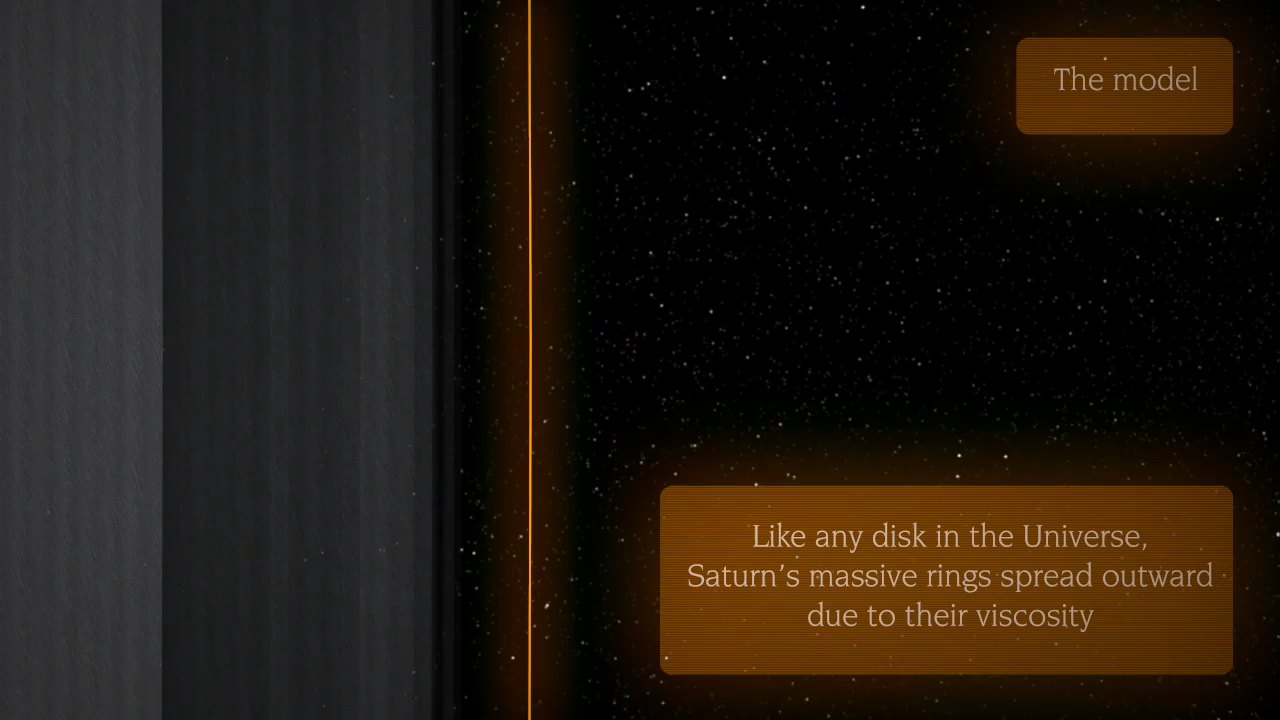 The model
Like any disk in the Universe,
Saturn’s massive rings spread outward
due to their viscosity